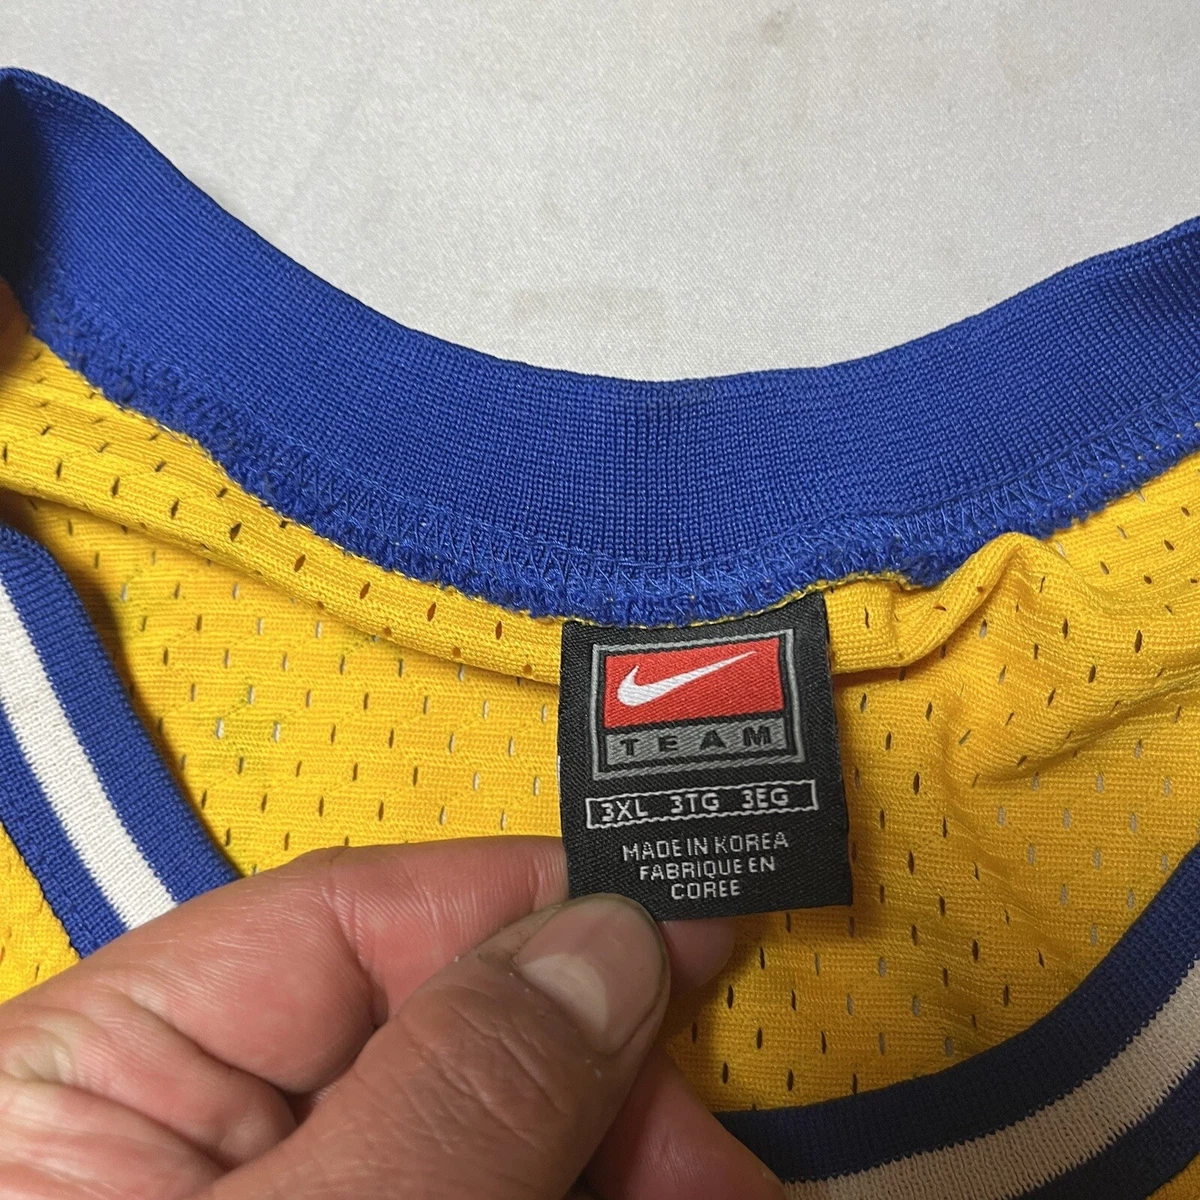 TEAM
3XL 3TG 3EG
MADE IN KOREA
FABRIQUE EN
COREE